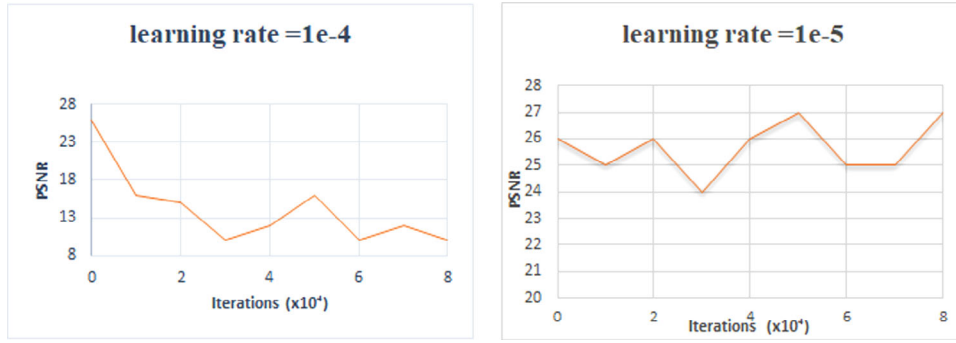 learning rate =1e-4
28
23
18
13
8
PSNR
0 2 4 6 8
Iterations (x10⁴)
learning rate =1e-5
28
27
26
25
24
23
22
21
20
PSNR
0 2 4 6 8
Iterations (x10⁴)